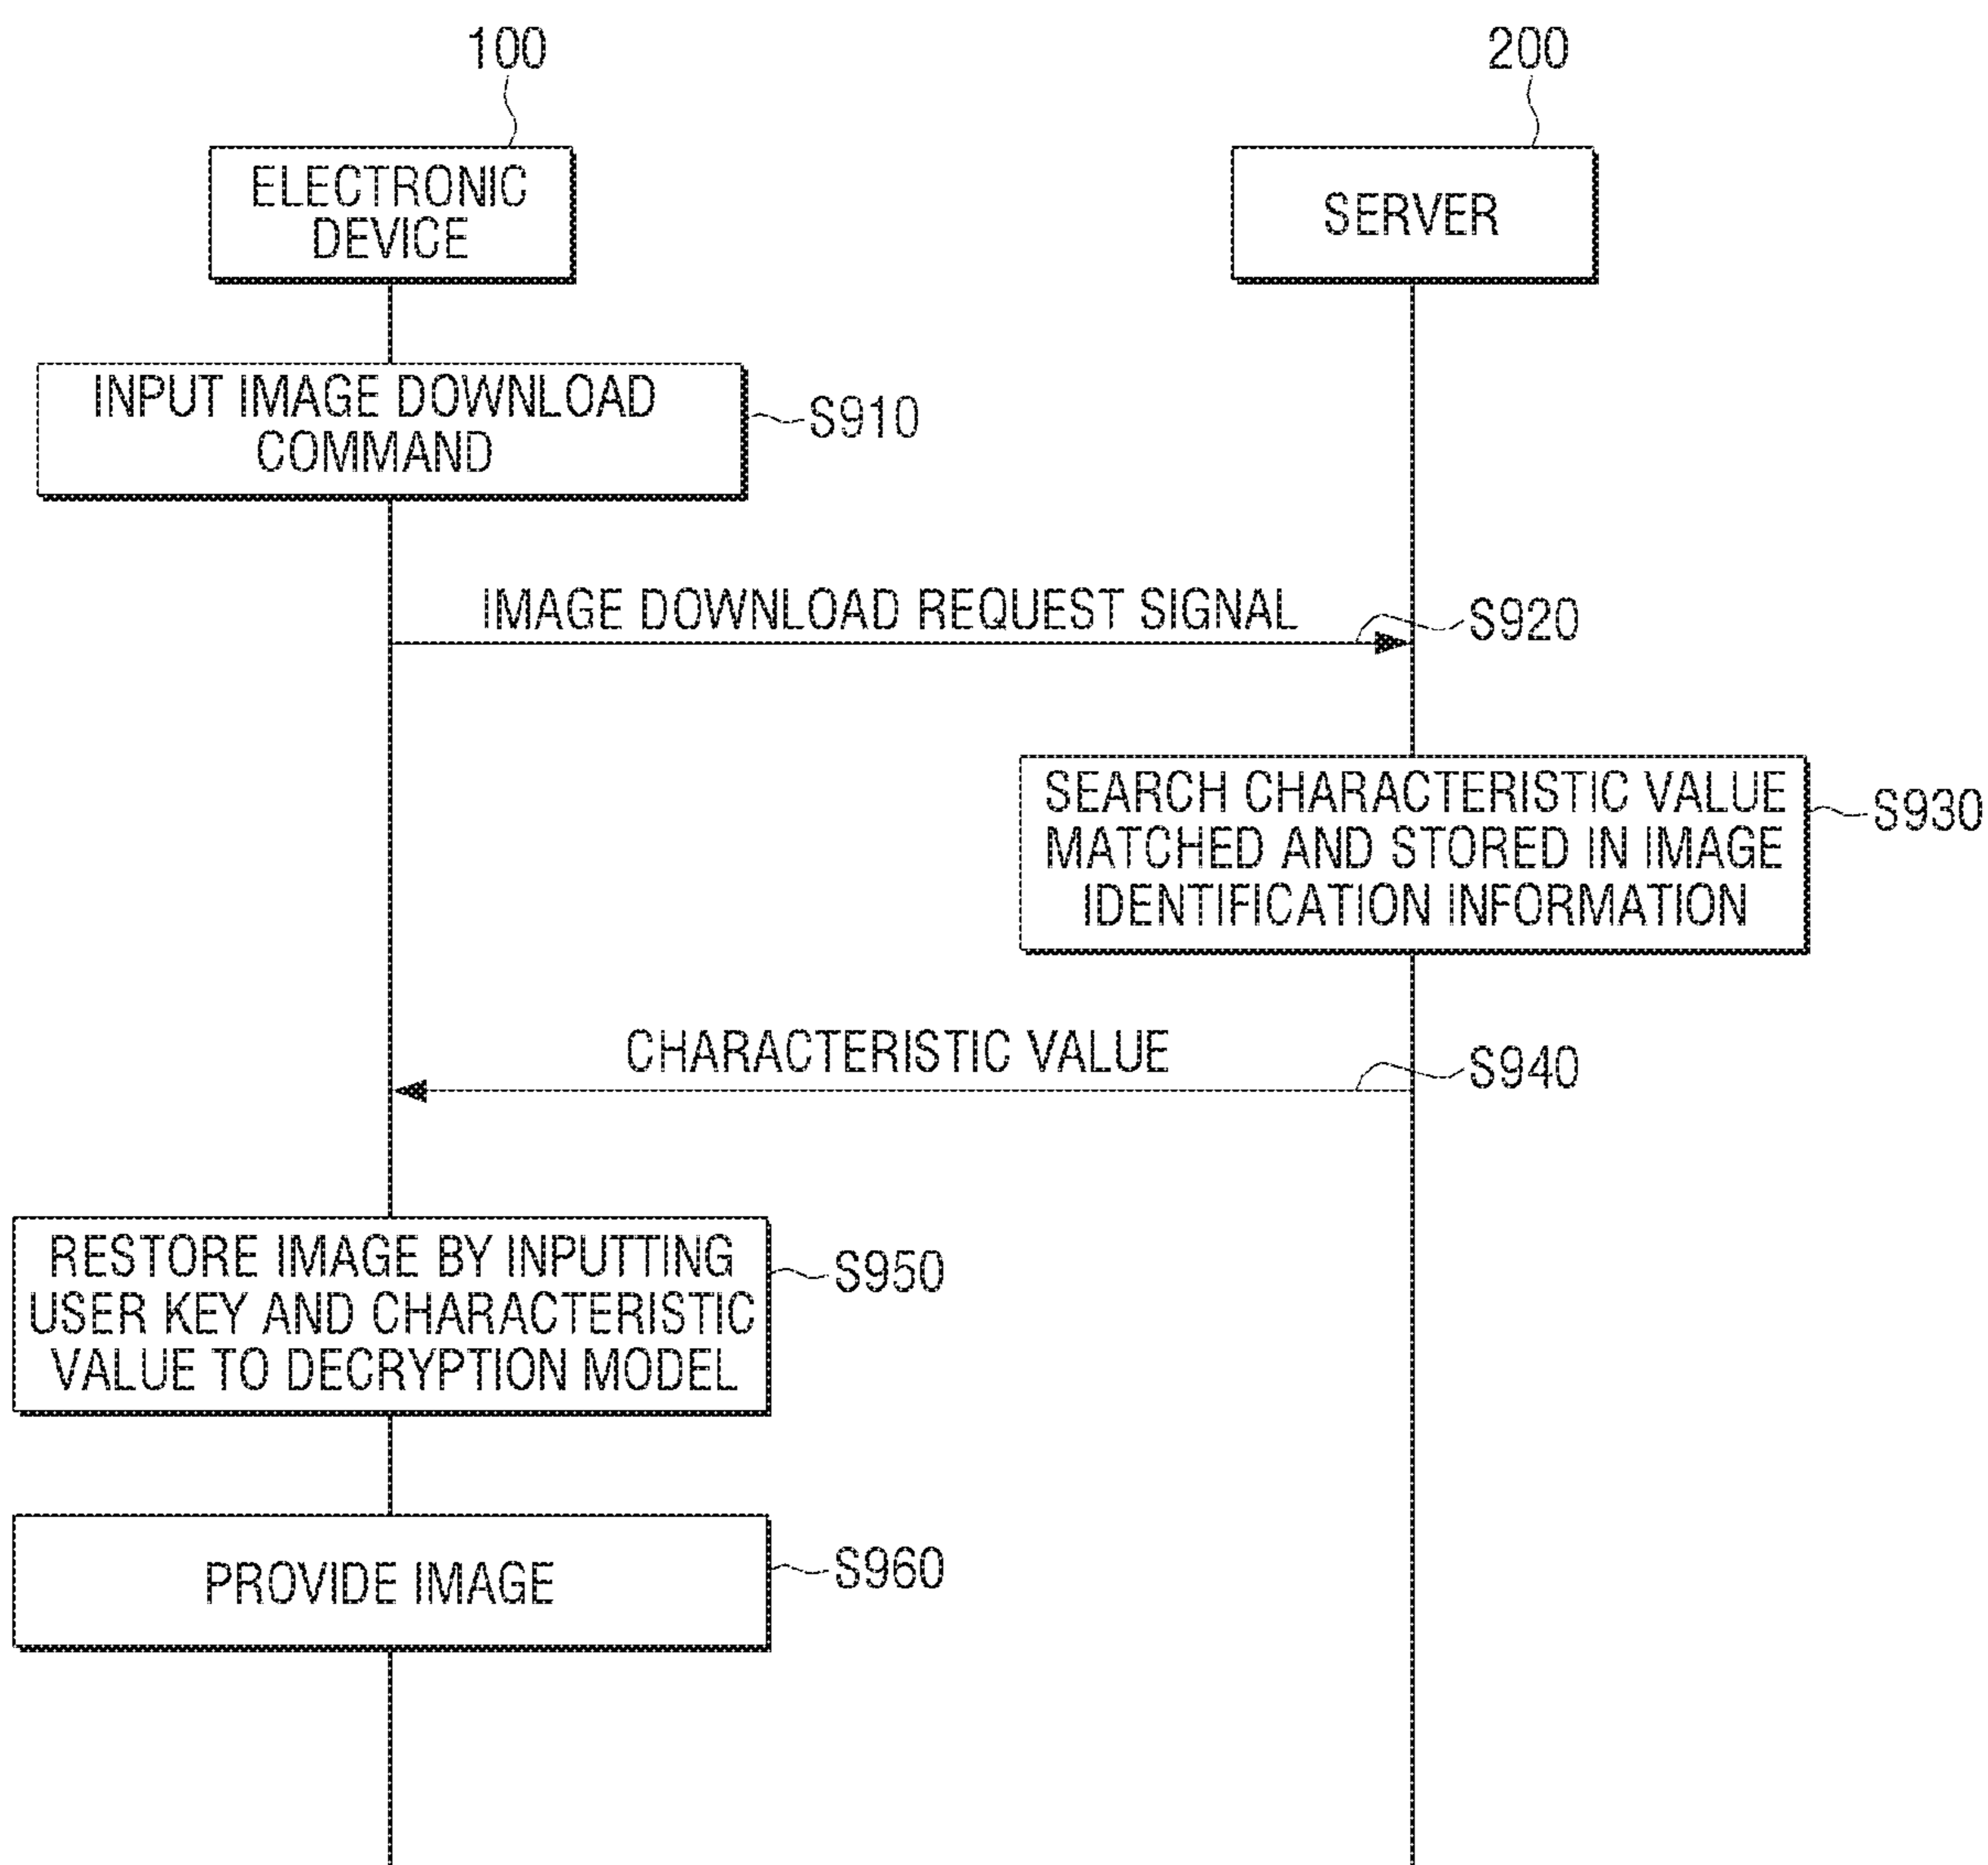 100
200
ELECTRONIC
DEVICE
SERVER
INPUT IMAGE DOWNLOAD
COMMAND
S910
IMAGE DOWNLOAD REQUEST SIGNAL
S920
SEARCH CHARACTERISTIC VALUE
MATCHED AND STORED IN IMAGE
IDENTIFICATION INFORMATION
S930
CHARACTERISTIC VALUE
S940
RESTORE IMAGE BY INPUTTING
USER KEY AND CHARACTERISTIC
VALUE TO DECRYPTION MODEL
S950
PROVIDE IMAGE
S960